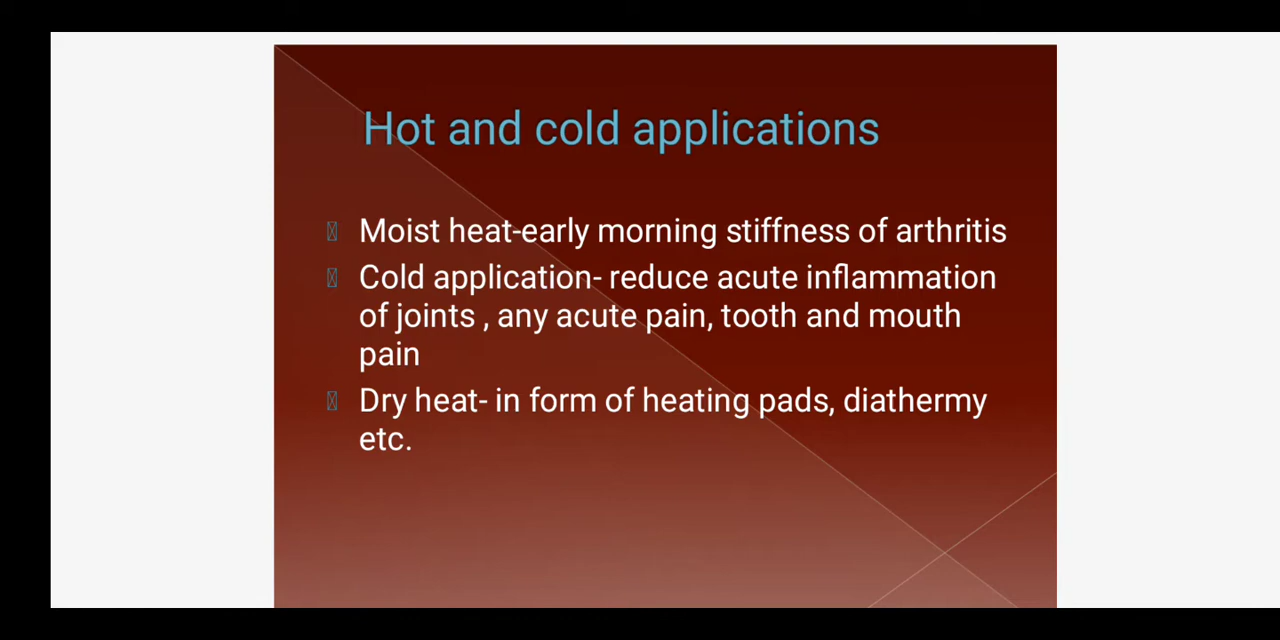 Hot and cold applications
Moist heat-early morning stiffness of arthritis
Cold application- reduce acute inflammation
of joints , any acute pain, tooth and mouth
pain
Dry heat- in form of heating pads, diathermy
etc.